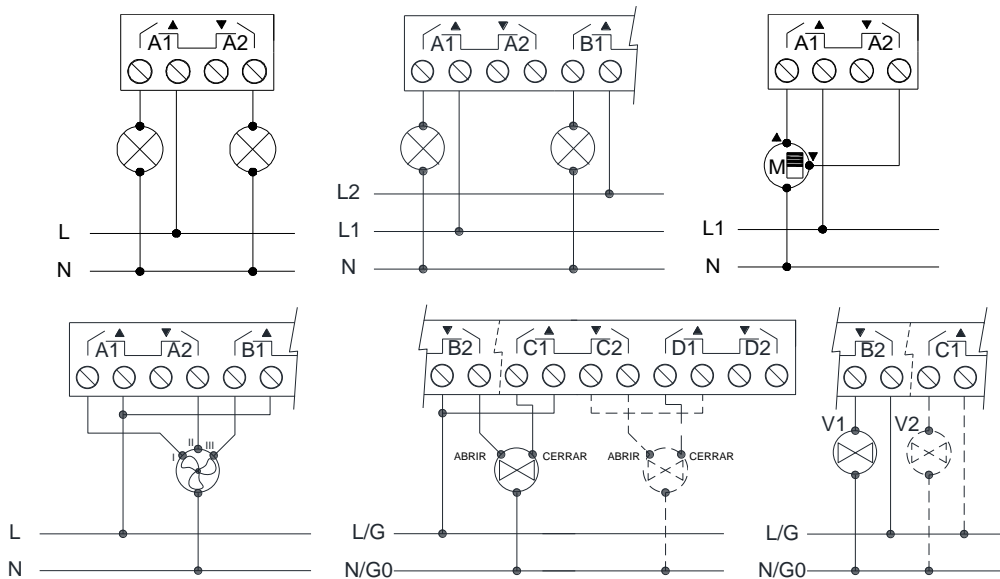 A1 A2
L
N
A1 A2 B1
L2
L1
N
A1 A2
M
L1
N
A1 A2 B1
I II III
L
N
B2 C1 C2 D1 D2
ABRIR CERRAR ABRIR CERRAR
L/G
N/G0
B2 C1
V1 V2
L/G
N/G0